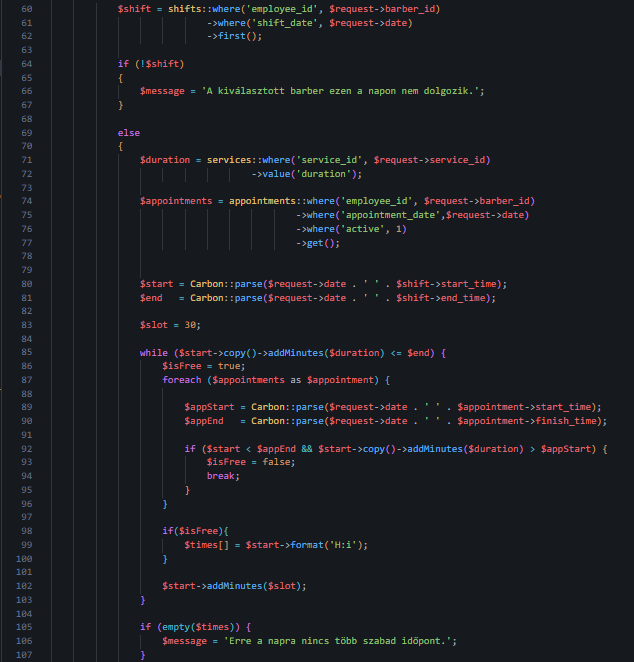 60 $shift = shifts::where('employee_id', $request->barber_id)
61 ->where('shift_date', $request->date)
62 ->first();
63
64 if (!$shift)
65 {
66 $message = 'A kiválasztott barber ezen a napon nem dolgozik.';
67 }
68
69 else
70 {
71 $duration = services::where('service_id', $request->service_id)
72 ->value('duration');
73
74 $appointments = appointments::where('employee_id', $request->barber_id)
75 ->where('appointment_date',$request->date)
76 ->where('active', 1)
77 ->get();
78
79
80 $start = Carbon::parse($request->date . ' ' . $shift->start_time);
81 $end   = Carbon::parse($request->date . ' ' . $shift->end_time);
82
83 $slot = 30;
84
85 while ($start->copy()->addMinutes($duration) <= $end) {
86 $isFree = true;
87 foreach ($appointments as $appointment) {
88
89 $appStart = Carbon::parse($request->date . ' ' . $appointment->start_time);
90 $appEnd   = Carbon::parse($request->date . ' ' . $appointment->finish_time);
91
92 if ($start < $appEnd && $start->copy()->addMinutes($duration) > $appStart) {
93 $isFree = false;
94 break;
95 }
96 }
97
98 if($isFree){
99 $times[] = $start->format('H:i');
100 }
101
102 $start->addMinutes($slot);
103 }
104
105 if (empty($times)) {
106 $message = 'Erre a napra nincs több szabad időpont.';
107 }